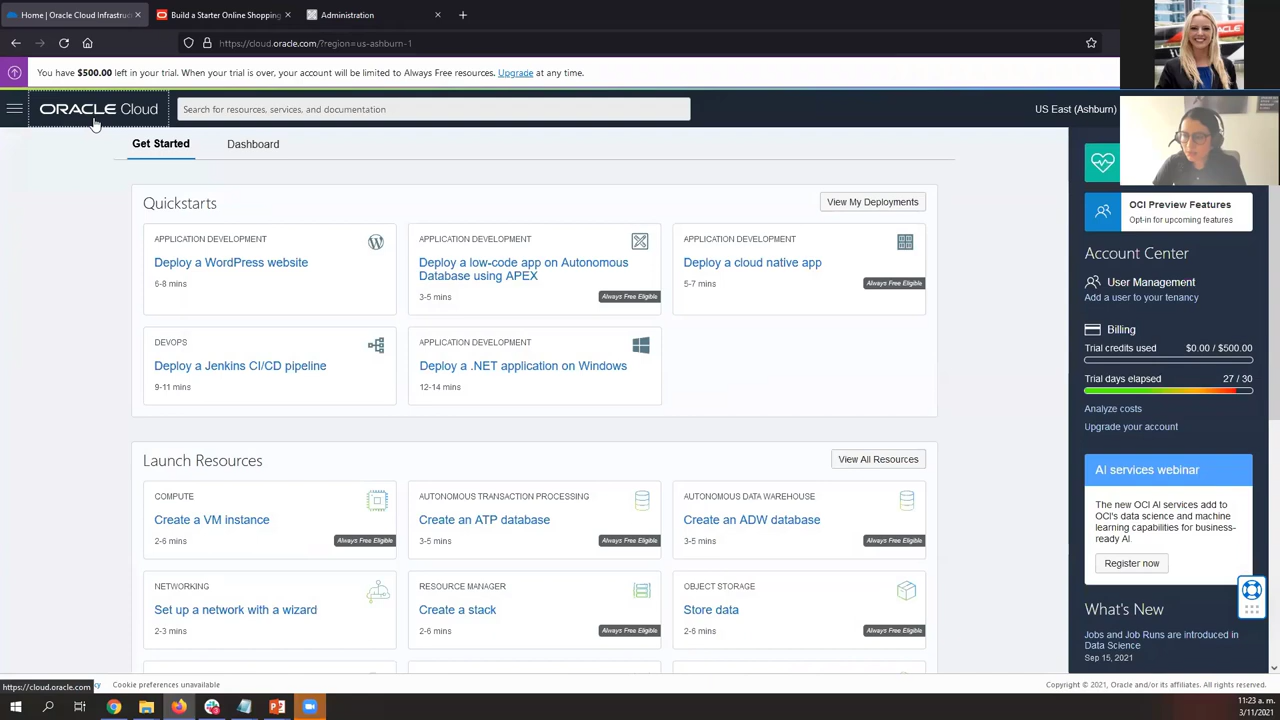 Home | Oracle Cloud Infrastruc
Build a Starter Online Shopping
Administration
https://cloud.oracle.com/?region=us-ashburn-1
You have $500.00 left in your trial. When your trial is over, your account will be limited to Always Free resources. Upgrade at any time.
ORACLE Cloud
Search for resources, services, and documentation
US East (Ashburn)
Get Started
Dashboard
Quickstarts
View My Deployments
APPLICATION DEVELOPMENT
Deploy a WordPress website
6-8 mins
APPLICATION DEVELOPMENT
Deploy a low-code app on Autonomous
Database using APEX
3-5 mins
Always Free Eligible
APPLICATION DEVELOPMENT
Deploy a cloud native app
5-7 mins
Always Free Eligible
DEVOPS
Deploy a Jenkins CI/CD pipeline
9-11 mins
APPLICATION DEVELOPMENT
Deploy a .NET application on Windows
12-14 mins
Launch Resources
View All Resources
COMPUTE
Create a VM instance
2-6 mins
Always Free Eligible
AUTONOMOUS TRANSACTION PROCESSING
Create an ATP database
3-5 mins
Always Free Eligible
AUTONOMOUS DATA WAREHOUSE
Create an ADW database
3-5 mins
Always Free Eligible
NETWORKING
Set up a network with a wizard
2-3 mins
RESOURCE MANAGER
Create a stack
2-6 mins
Always Free Eligible
OBJECT STORAGE
Store data
2-6 mins
Always Free Eligible
OCI Preview Features
Opt-in for upcoming features
Account Center
User Management
Add a user to your tenancy
Billing
Trial credits used $0.00 / $500.00
Trial days elapsed 27 / 30
Analyze costs
Upgrade your account
AI services webinar
The new OCI AI services add to
OCI's data science and machine
learning capabilities for business-
ready AI.
Register now
What's New
Jobs and Job Runs are introduced in
Data Science
Sep 15, 2021
https://cloud.oracle.com
Cookie preferences unavailable
Copyright © 2021, Oracle and/or its affiliates. All rights reserved.
11:23 a. m.
3/11/2021